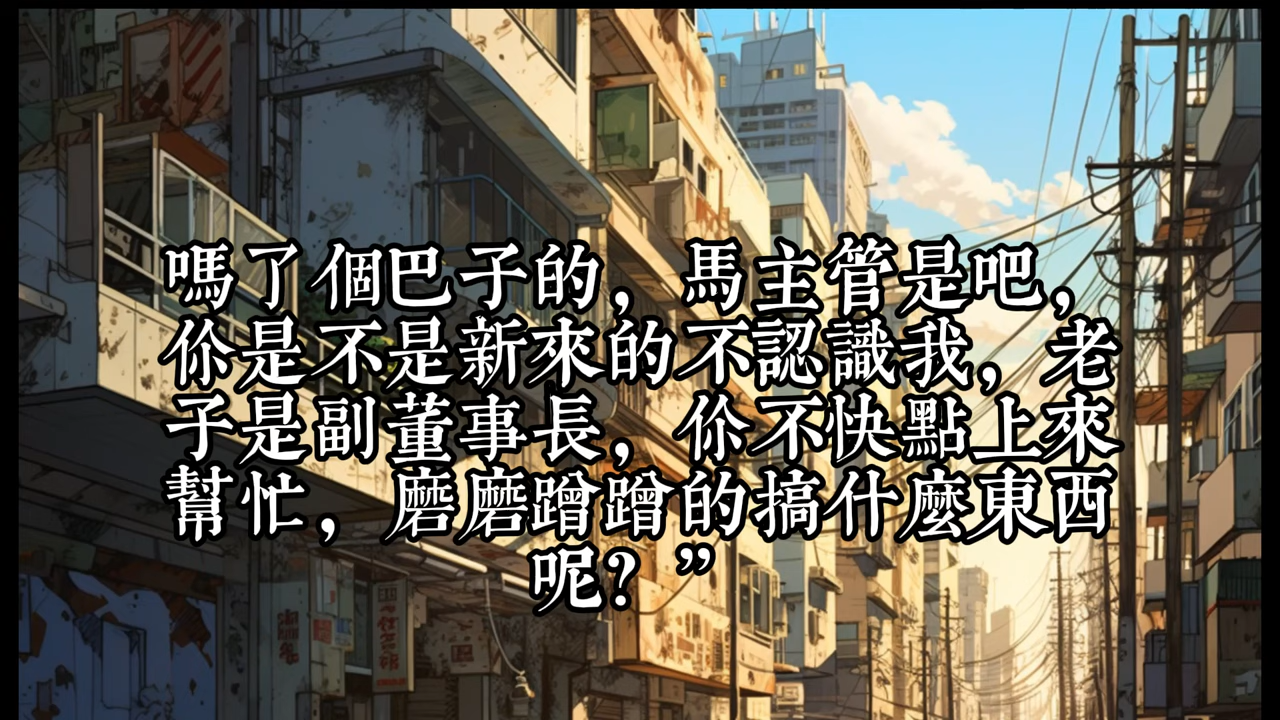 嗎了個巴子的，馬主管是吧，
你是不是新來的不認識我，老
子是副董事長，你不快點上來
幫忙，磨磨蹭蹭的搞什麼東西
呢？”